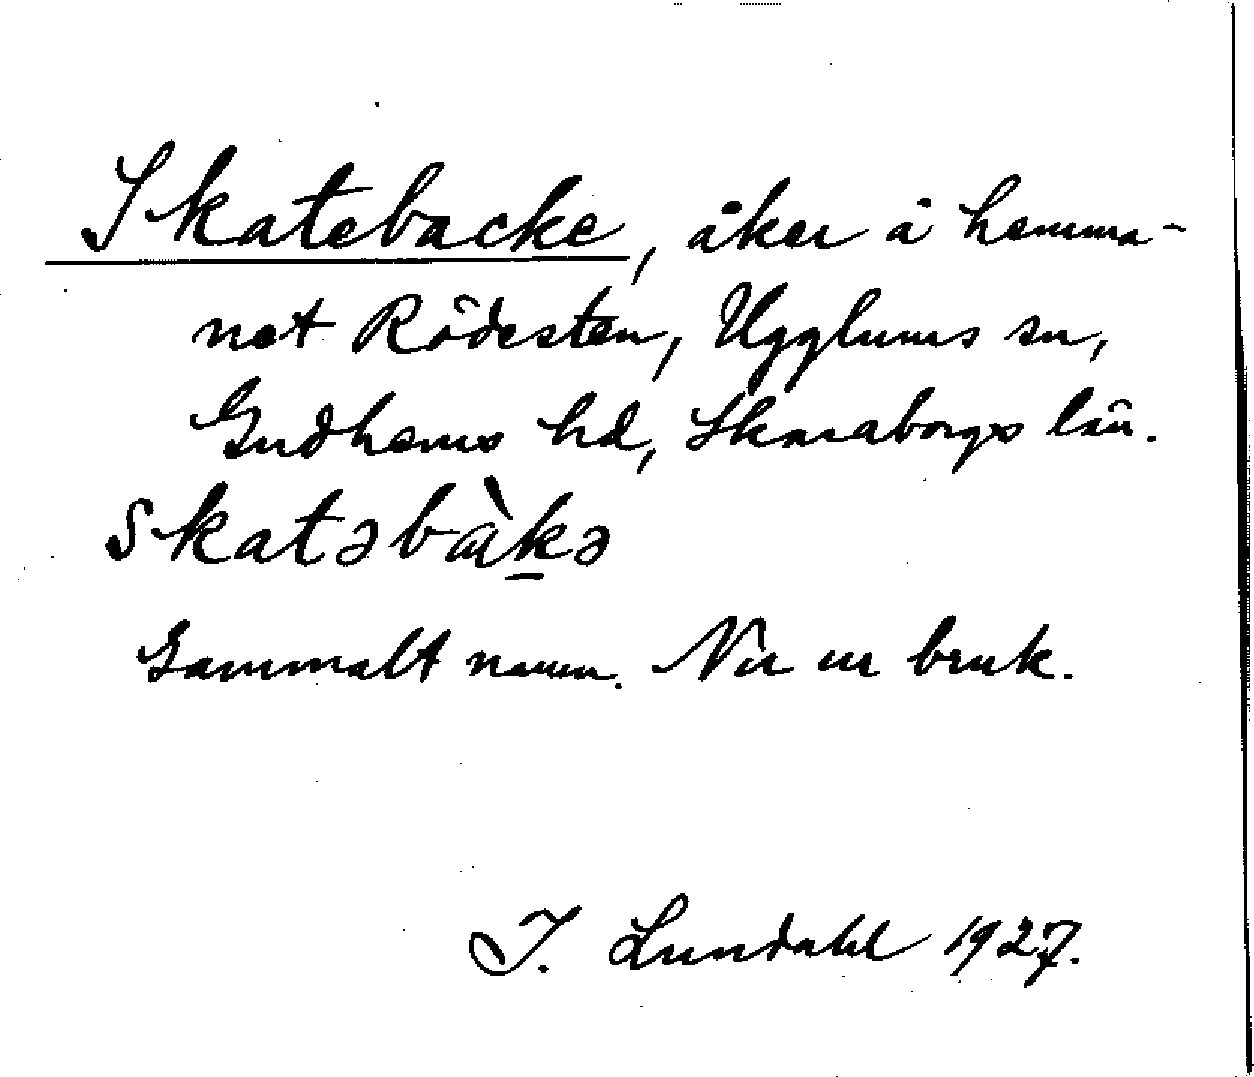 Skatebacke, åker å hemma-
net Rödesten, Ugglums sn,
Gudhems hd, Skaraborgs län.
skatəbàkə
Gammalt namn. Nu ur bruk.
I. Lundahl 1927.